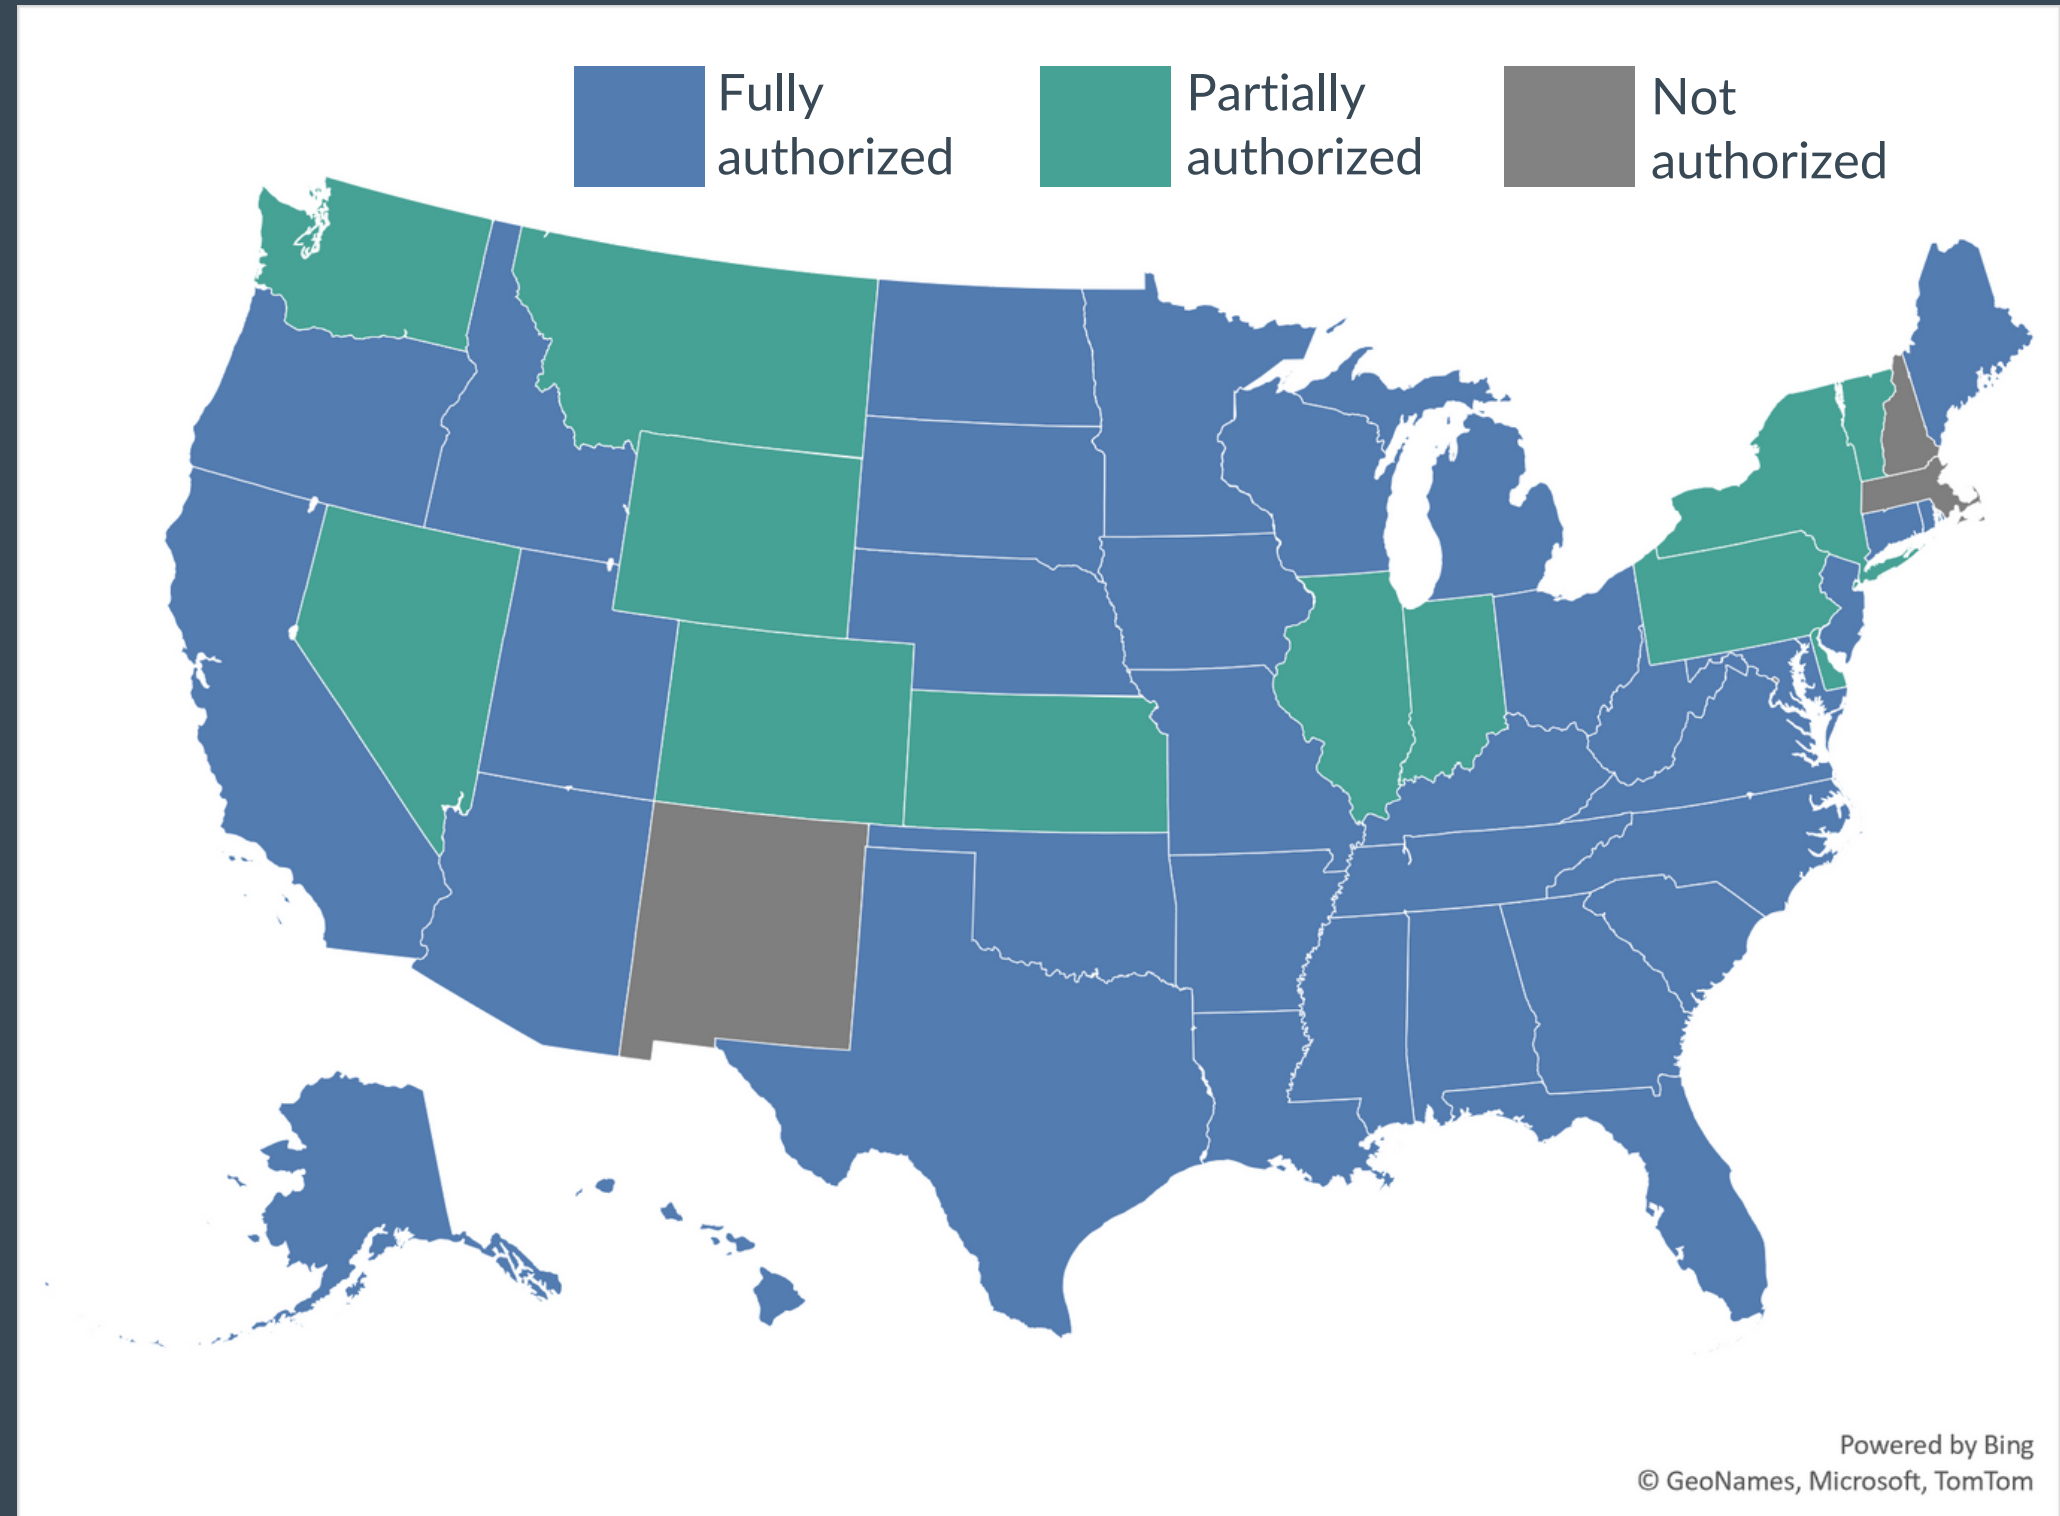 Fully
authorized
Partially
authorized
Not
authorized
Powered by Bing
© GeoNames, Microsoft, TomTom